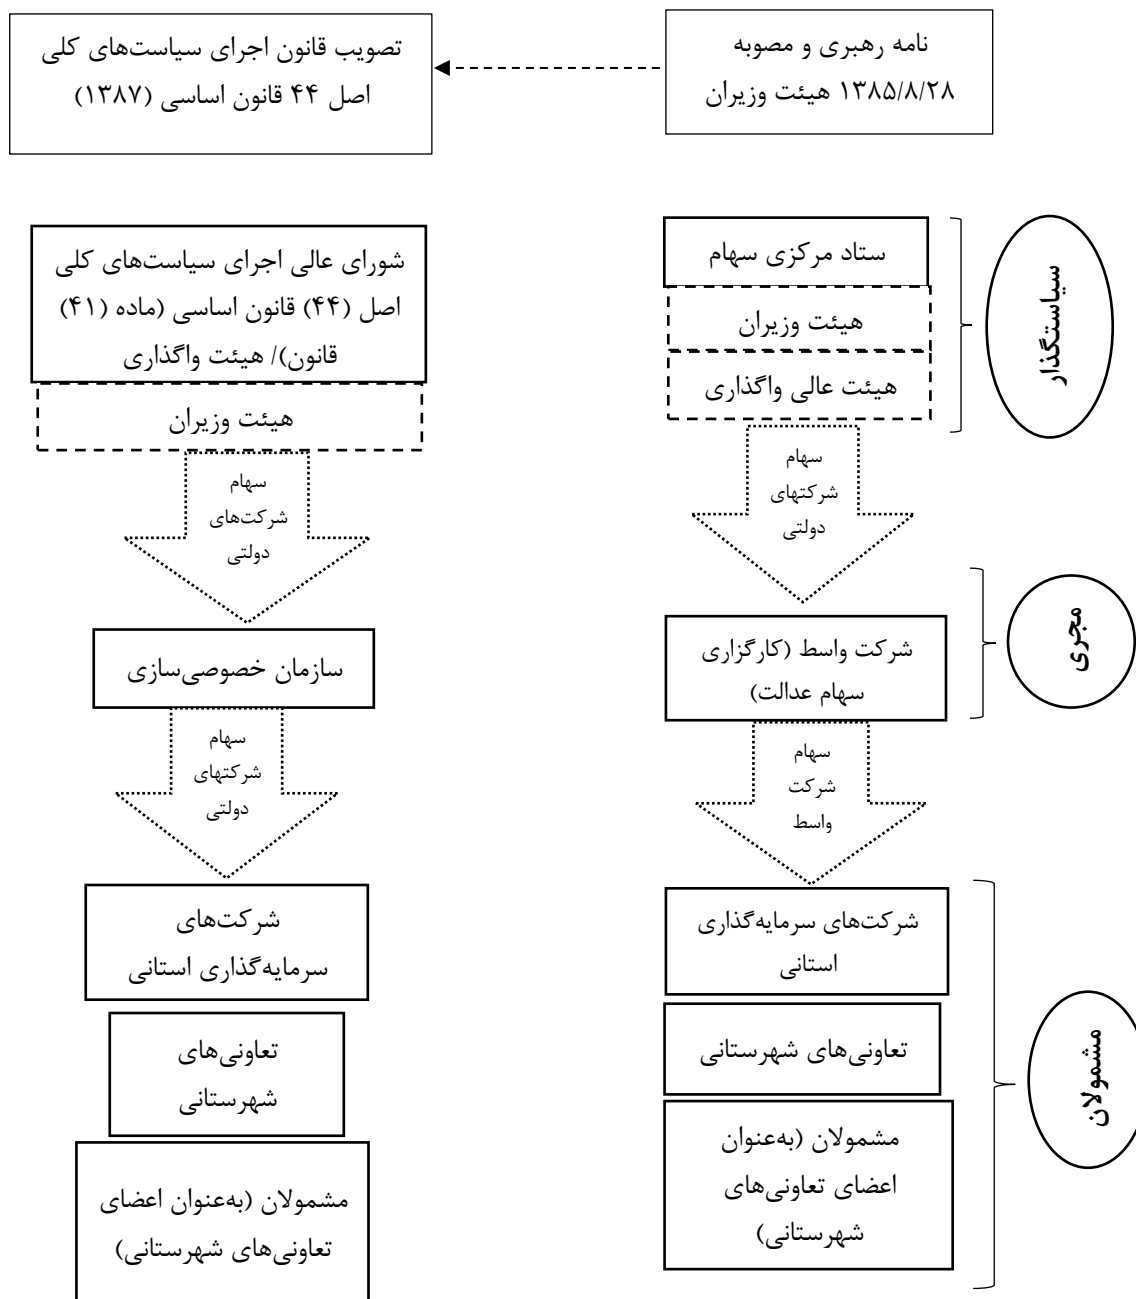 نامه رهبری و مصوبه
۱۳۸۵/۸/۲۸ هیئت وزیران
تصویب قانون اجرای سیاست‌های کلی
اصل ۴۴ قانون اساسی (۱۳۸۷)
سیاستگذار
ستاد مرکزی سهام
هیئت وزیران
هیئت عالی واگذاری
سهام
شرکتهای
دولتی
مجری
شرکت واسط (کارگزاری
سهام عدالت)
سهام
شرکت
واسط
مشمولان
شرکت‌های سرمایه‌گذاری
استانی
تعاونی‌های شهرستانی
مشمولان (به‌عنوان
اعضای تعاونی‌های
شهرستانی)
شورای عالی اجرای سیاست‌های کلی
اصل (۴۴) قانون اساسی (ماده (۴۱)
قانون)/ هیئت واگذاری
هیئت وزیران
سهام
شرکت‌های
دولتی
سازمان خصوصی‌سازی
سهام
شرکتهای
دولتی
شرکت‌های
سرمایه‌گذاری استانی
تعاونی‌های
شهرستانی
مشمولان (به‌عنوان اعضای
تعاونی‌های شهرستانی)